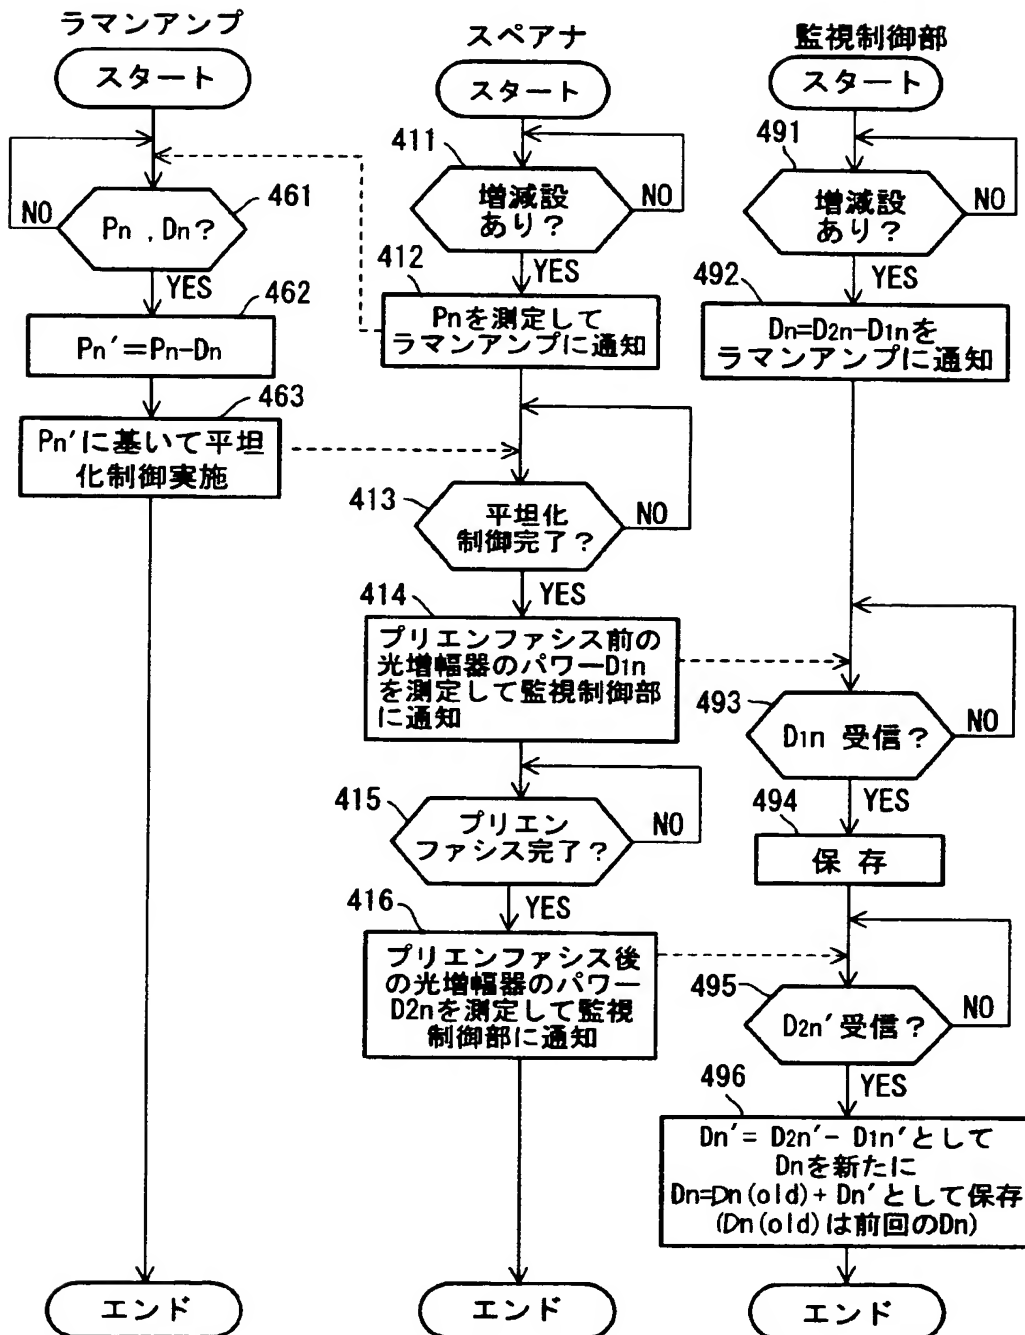 ラマンアンプ
スタート
461
Pn , Dn?
NO
YES
462
Pn′=Pn-Dn
463
Pn′に基いて平坦
化制御実施
エンド
スペアナ
スタート
411
増減設
あり?
NO
YES
412
Pnを測定して
ラマンアンプに通知
413
平坦化
制御完了?
NO
YES
414
プリエンファシス前の
光増幅器のパワーD1n
を測定して監視制御部
に通知
415
プリエン
ファシス完了?
NO
YES
416
プリエンファシス後
の光増幅器のパワー
D2nを測定して監視
制御部に通知
エンド
監視制御部
スタート
491
増減設
あり?
NO
YES
492
Dn=D2n-D1nを
ラマンアンプに通知
493
D1n 受信?
NO
YES
494
保 存
495
D2n′受信?
NO
YES
496
Dn′= D2n′- D1n′として
Dnを新たに
Dn=Dn(old)+ Dn′として保存
(Dn(old)は前回のDn)
エンド